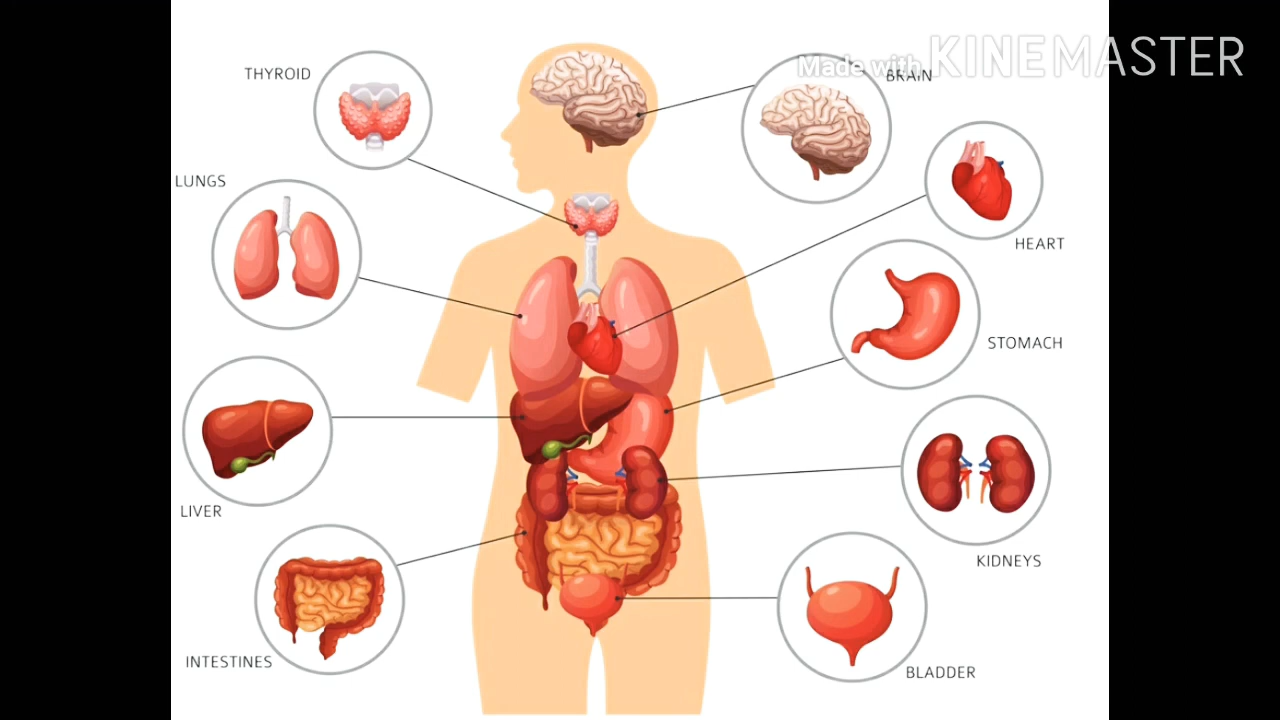 Made with KINEMASTER
THYROID
BRAIN
LUNGS
HEART
STOMACH
LIVER
KIDNEYS
INTESTINES
BLADDER